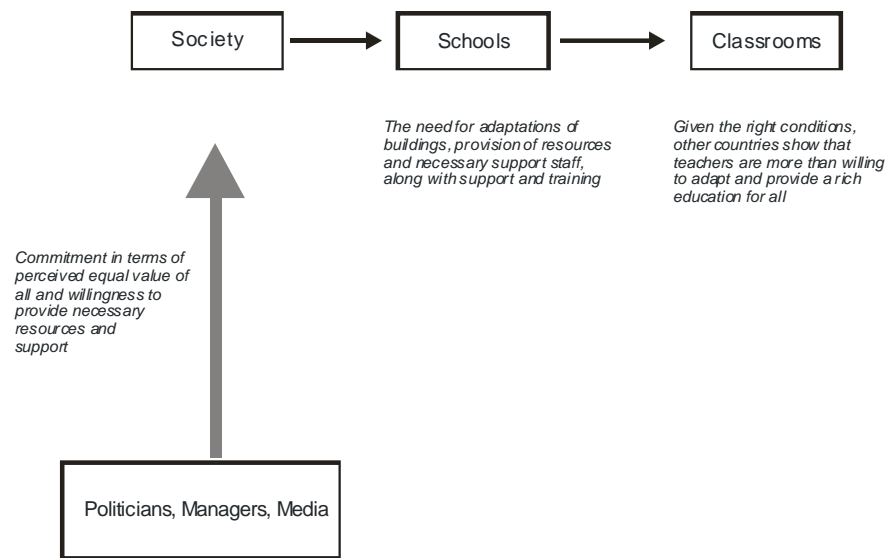 Society
Schools
Classrooms
The need for adaptations of
buildings, provision of resources
and necessary support staff,
along with support and training
Given the right conditions,
other countries show that
teachers are more than willing
to adapt and provide a rich
education for all
Commitment in terms of
perceived equal value of
all and willingness to
provide necessary
resources and
support
Politicians, Managers, Media